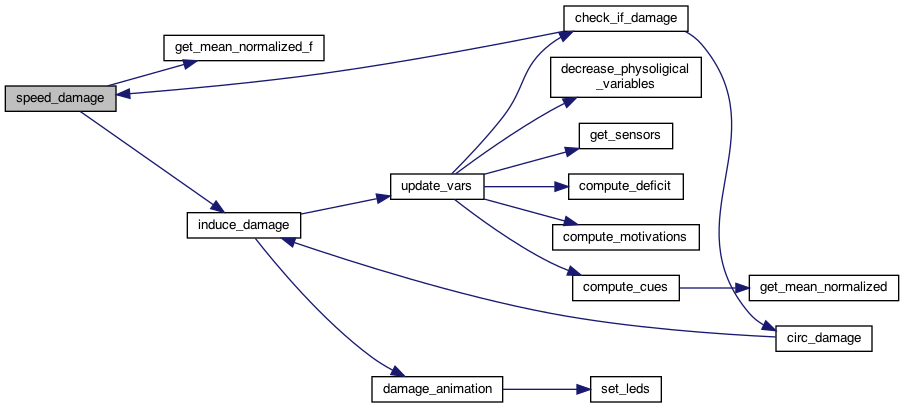 check_if_damage
get_mean_normalized_f
decrease_physoligical
_variables
speed_damage
get_sensors
update_vars
compute_deficit
induce_damage
compute_motivations
compute_cues
get_mean_normalized
circ_damage
damage_animation
set_leds